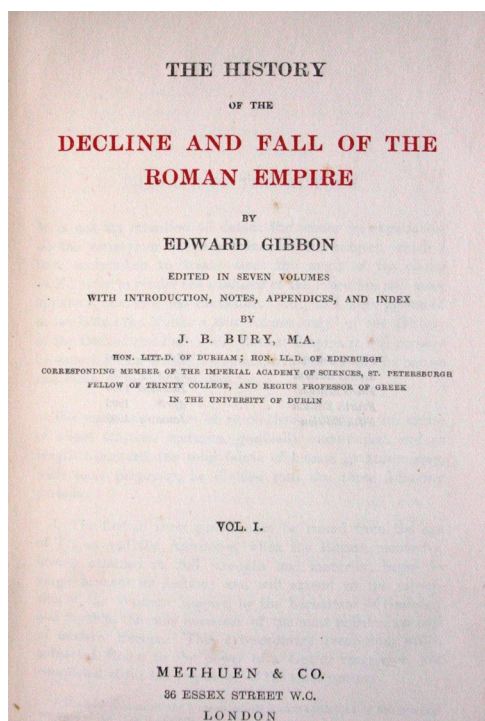 THE HISTORY
OF THE
DECLINE AND FALL OF THE
ROMAN EMPIRE
BY
EDWARD GIBBON
EDITED IN SEVEN VOLUMES
WITH INTRODUCTION, NOTES, APPENDICES, AND INDEX
BY
J. B. BURY, M.A.
HON. LITT.D. OF DURHAM; HON. LL.D. OF EDINBURGH
CORRESPONDING MEMBER OF THE IMPERIAL ACADEMY OF SCIENCES, ST. PETERSBURG
FELLOW OF TRINITY COLLEGE, AND REGIUS PROFESSOR OF GREEK
IN THE UNIVERSITY OF DUBLIN
VOL. I.
METHUEN & CO.
36 ESSEX STREET W.C.
LONDON